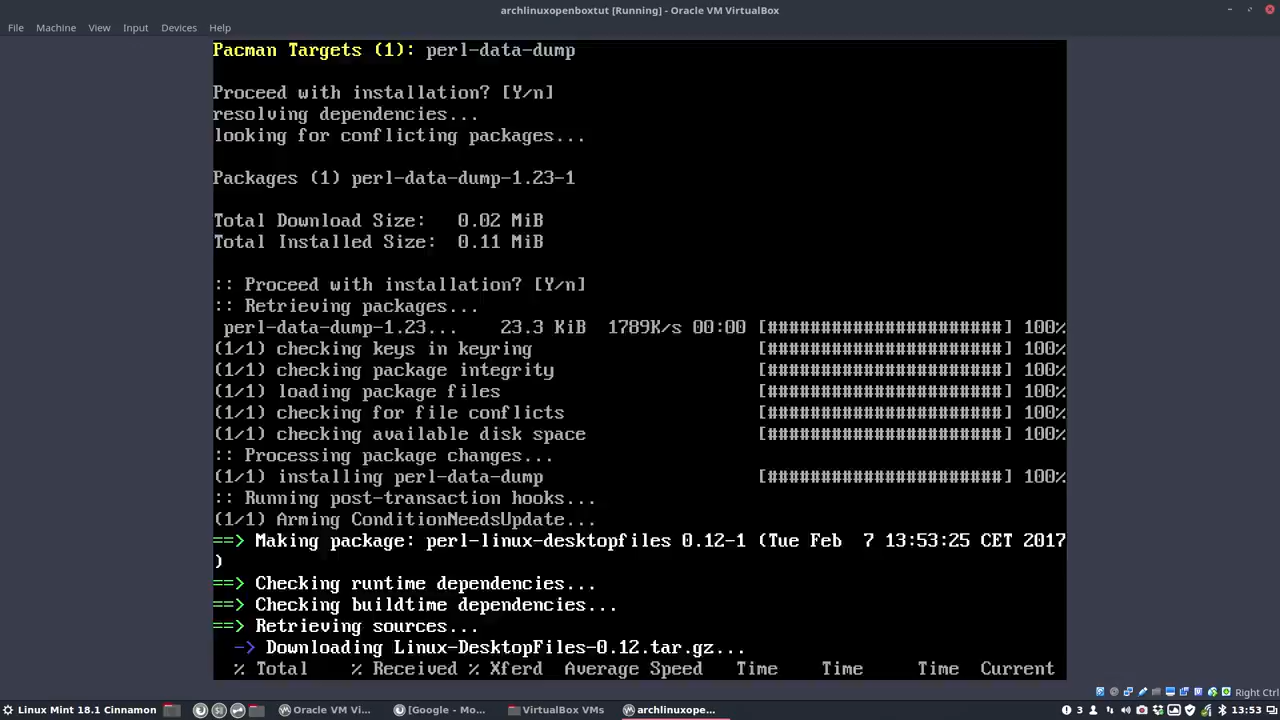 archlinuxopenboxtut [Running] - Oracle VM VirtualBox
File Machine View Input Devices Help
Pacman Targets (1): perl-data-dump
Proceed with installation? [Y/n]
resolving dependencies...
looking for conflicting packages...
Packages (1) perl-data-dump-1.23-1
Total Download Size: 0.02 MiB
Total Installed Size: 0.11 MiB
:: Proceed with installation? [Y/n]
:: Retrieving packages...
perl-data-dump-1.23... 23.3 KiB 1789K/s 00:00 [######################] 100%
(1/1) checking keys in keyring [######################] 100%
(1/1) checking package integrity [######################] 100%
(1/1) loading package files [######################] 100%
(1/1) checking for file conflicts [######################] 100%
(1/1) checking available disk space [######################] 100%
:: Processing package changes...
(1/1) installing perl-data-dump [######################] 100%
:: Running post-transaction hooks...
(1/1) Arming ConditionNeedsUpdate...
==> Making package: perl-linux-desktopfiles 0.12-1 (Tue Feb  7 13:53:25 CET 2017
)
==> Checking runtime dependencies...
==> Checking buildtime dependencies...
==> Retrieving sources...
-> Downloading Linux-DesktopFiles-0.12.tar.gz...
% Total % Received % Xferd Average Speed Time Time Time Current
Right Ctrl
Linux Mint 18.1 Cinnamon Oracle VM Vi... [Google - Mo... VirtualBox VMs archlinuxope... 3 13:53